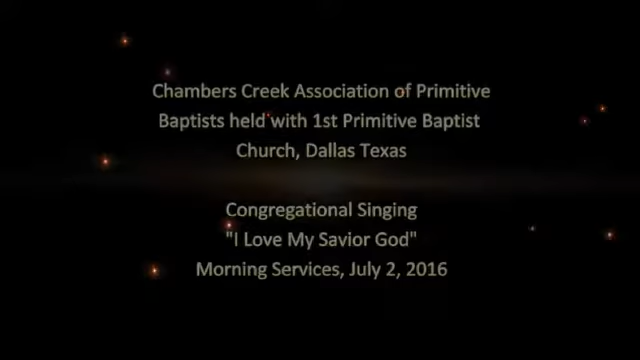 Chambers Creek Association of Primitive
Baptists held with 1st Primitive Baptist
Church, Dallas Texas
Congregational Singing
"I Love My Savior God"
Morning Services, July 2, 2016